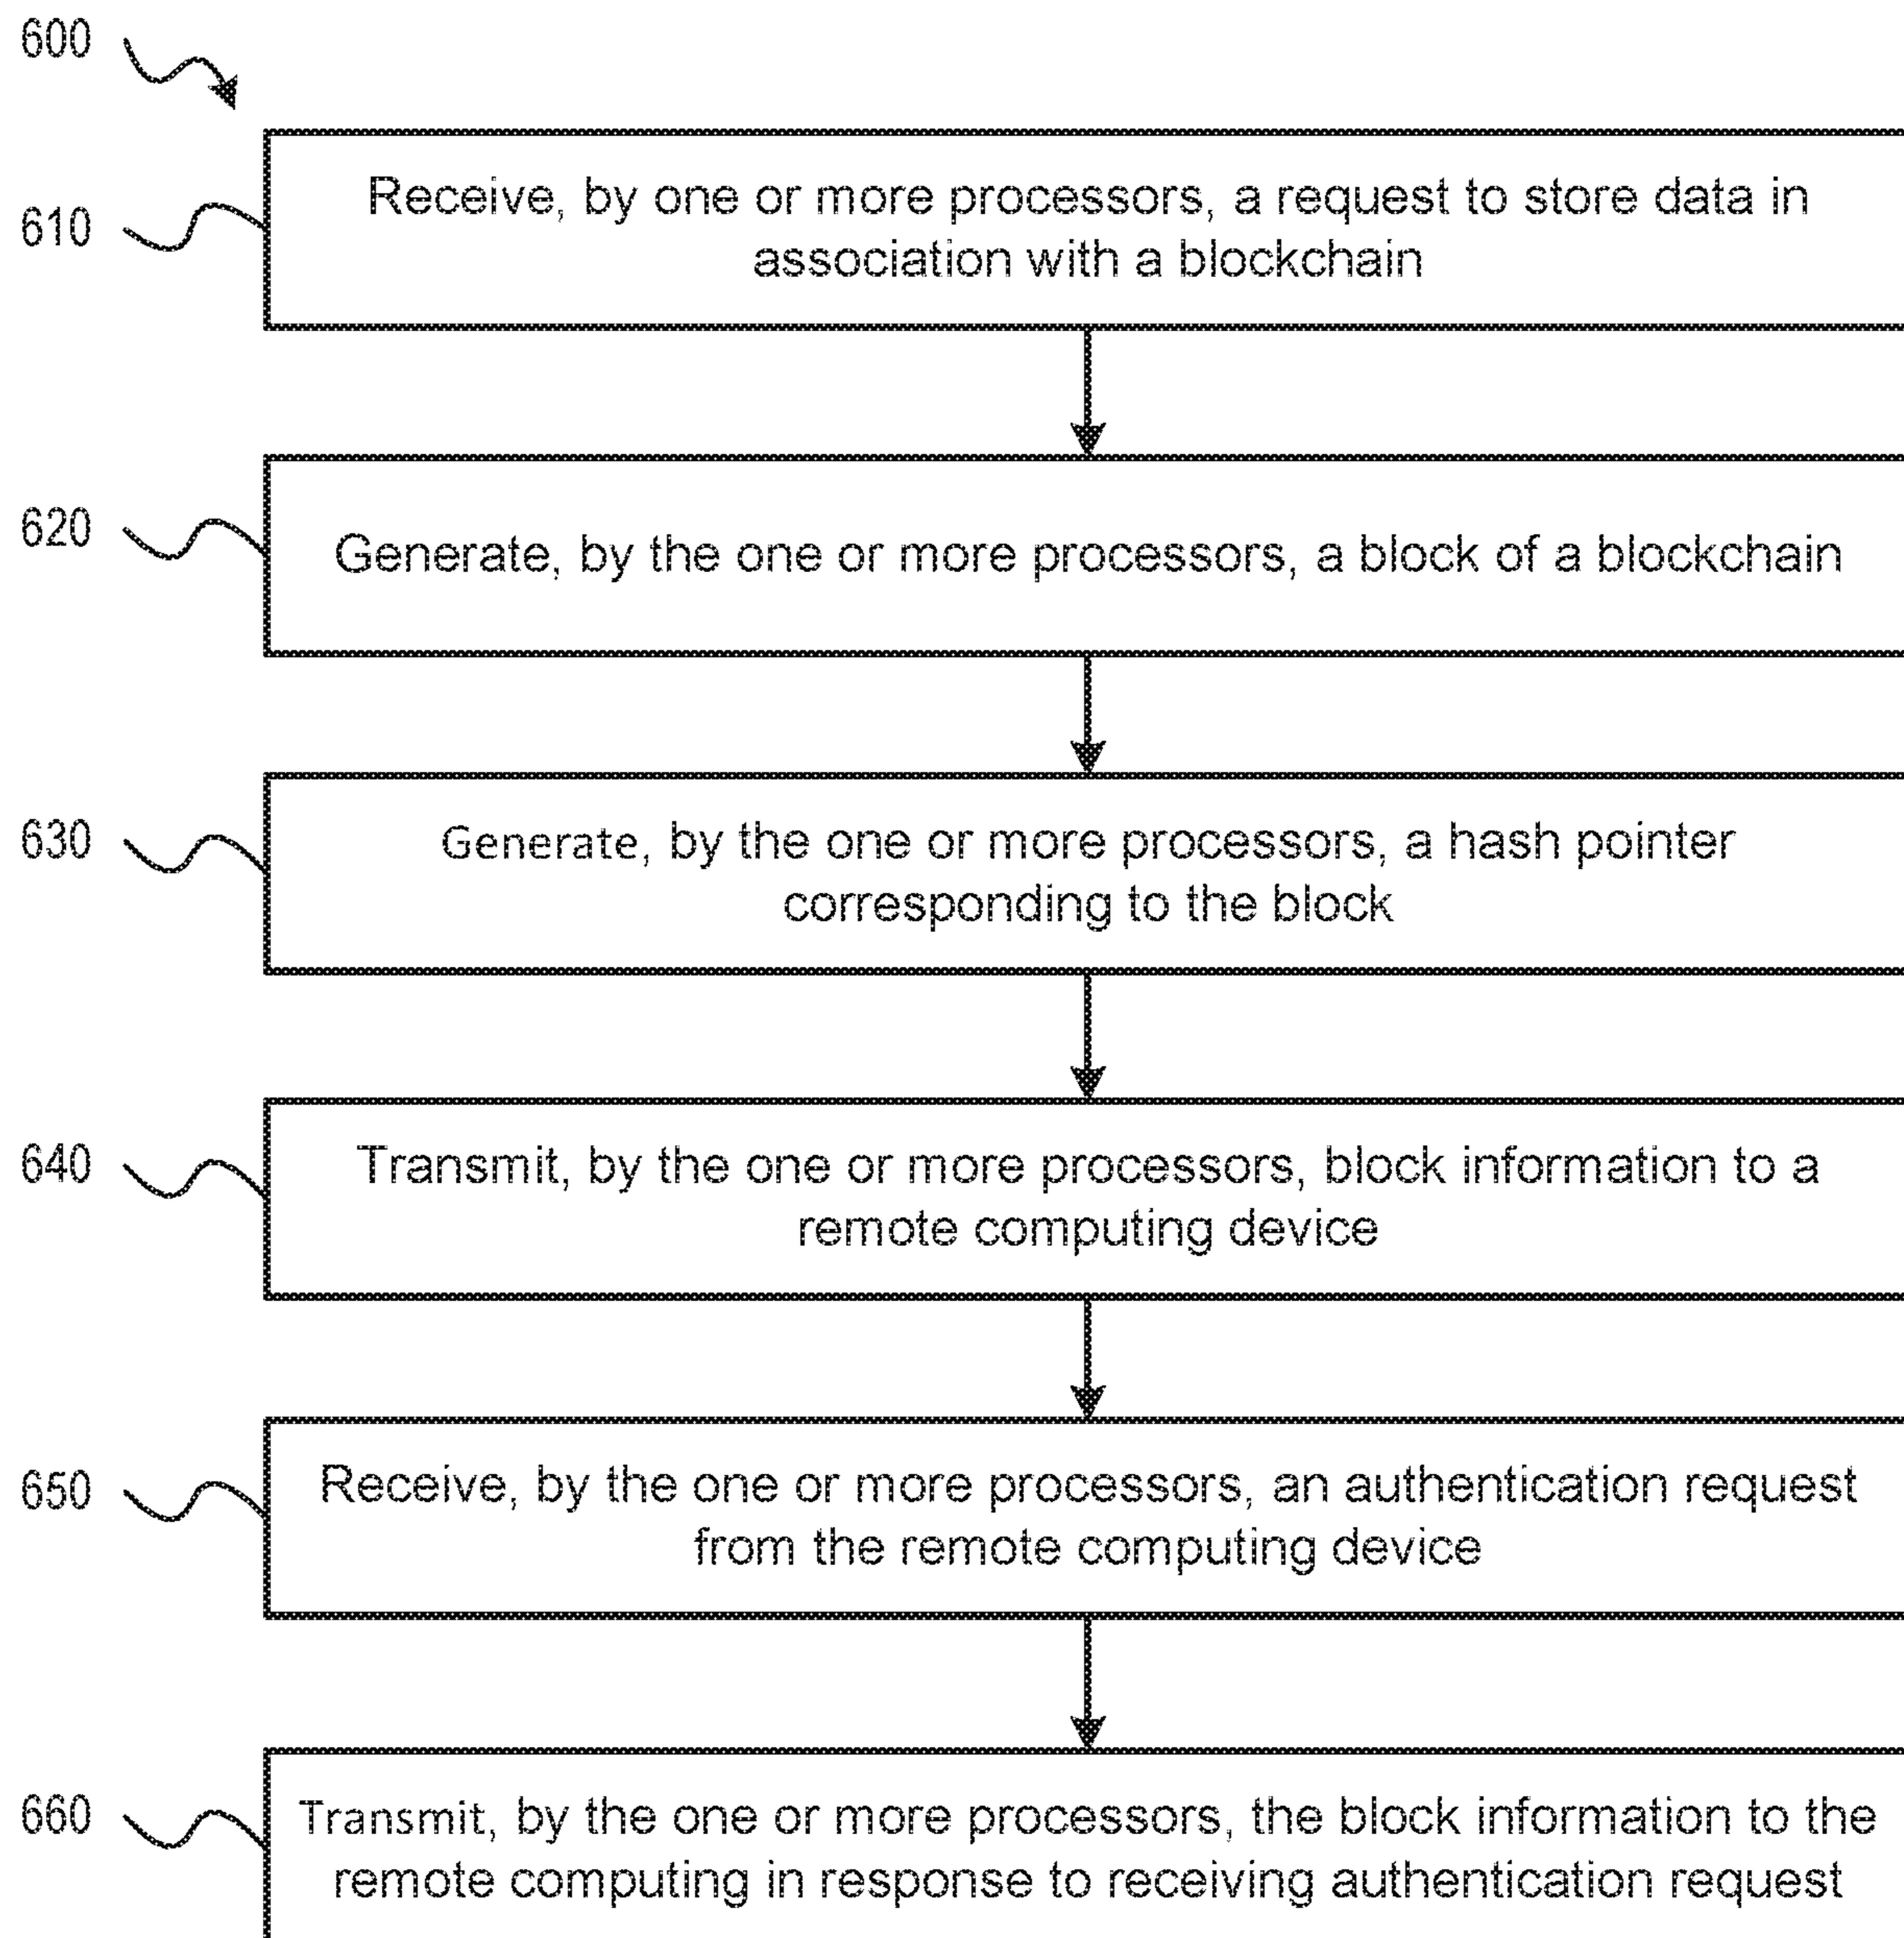 600
610
Receive, by one or more processors, a request to store data in
association with a blockchain
620
Generate, by the one or more processors, a block of a blockchain
630
Generate, by the one or more processors, a hash pointer
corresponding to the block
640
Transmit, by the one or more processors, block information to a
remote computing device
650
Receive, by the one or more processors, an authentication request
from the remote computing device
660
Transmit, by the one or more processors, the block information to the
remote computing in response to receiving authentication request